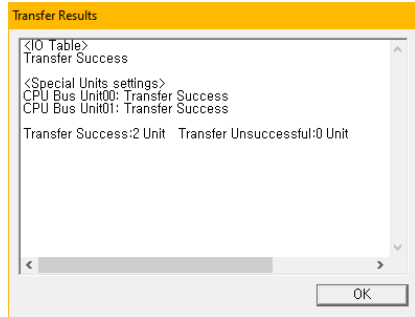 Transfer Results
<IO Table>
Transfer Success
<Special Units settings>
CPU Bus Unit00: Transfer Success
CPU Bus Unit01: Transfer Success
Transfer Success:2 Unit   Transfer Unsuccessful:0 Unit
OK